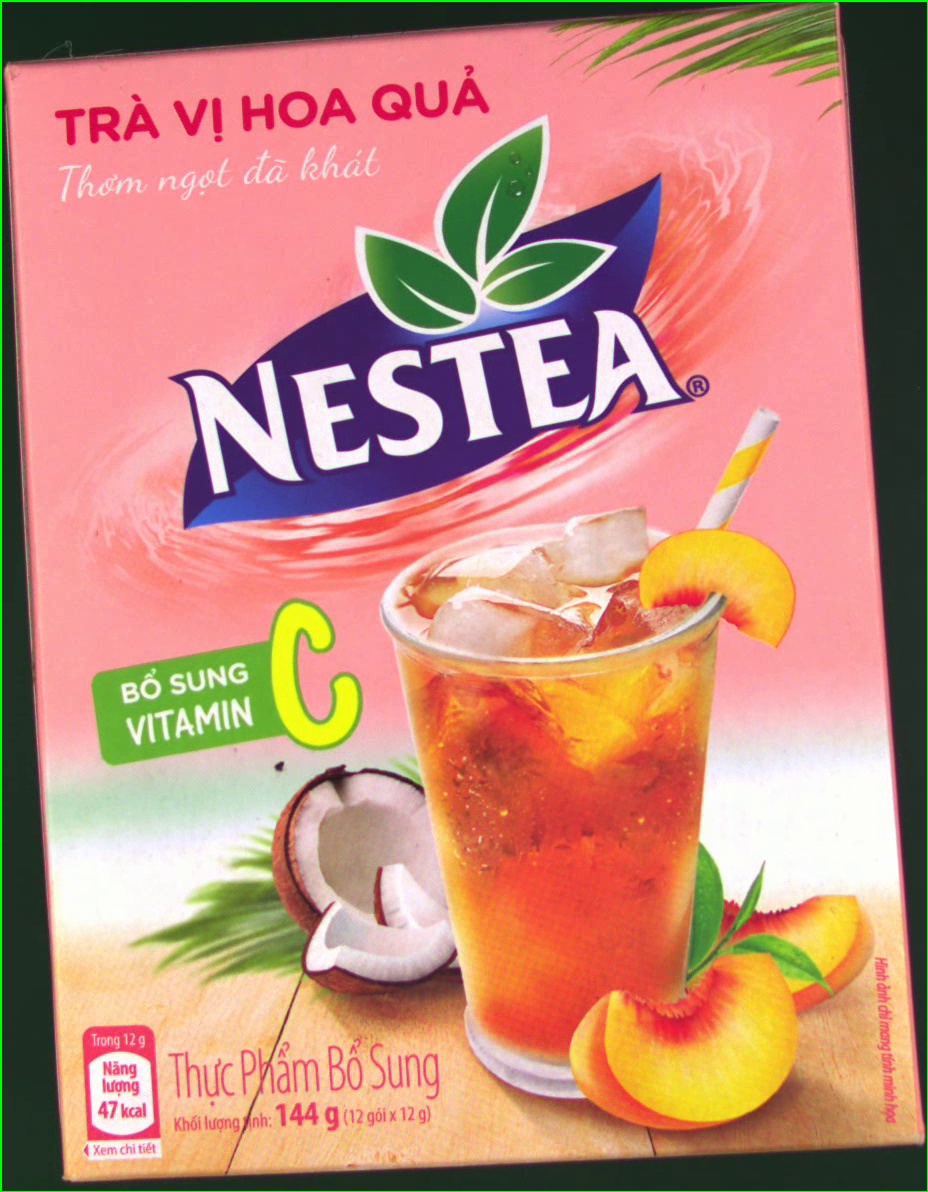 TRÀ VỊ HOA QUẢ
Thơm ngọt đã khát
NESTEA®
BỔ SUNG
VITAMIN C
Trong 12 g
Năng
lượng
47 kcal
Xem chi tiết
Thực Phẩm Bổ Sung
Khối lượng tịnh: 144 g (12 gói x 12 g)
Hình ảnh chỉ mang tính minh họa